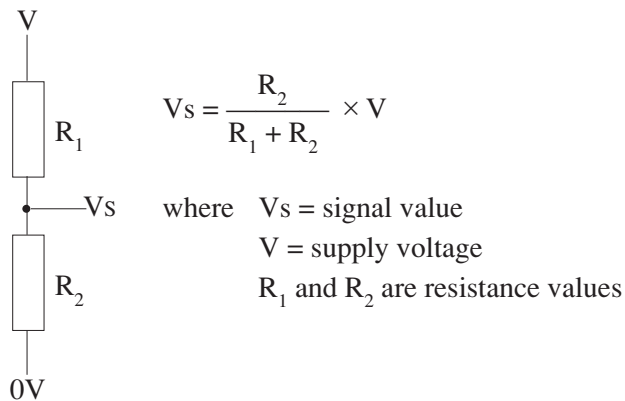 V
R₁
Vs
R₂
0V
Vs = R₂ / (R₁ + R₂) × V
where Vs = signal value
V = supply voltage
R₁ and R₂ are resistance values